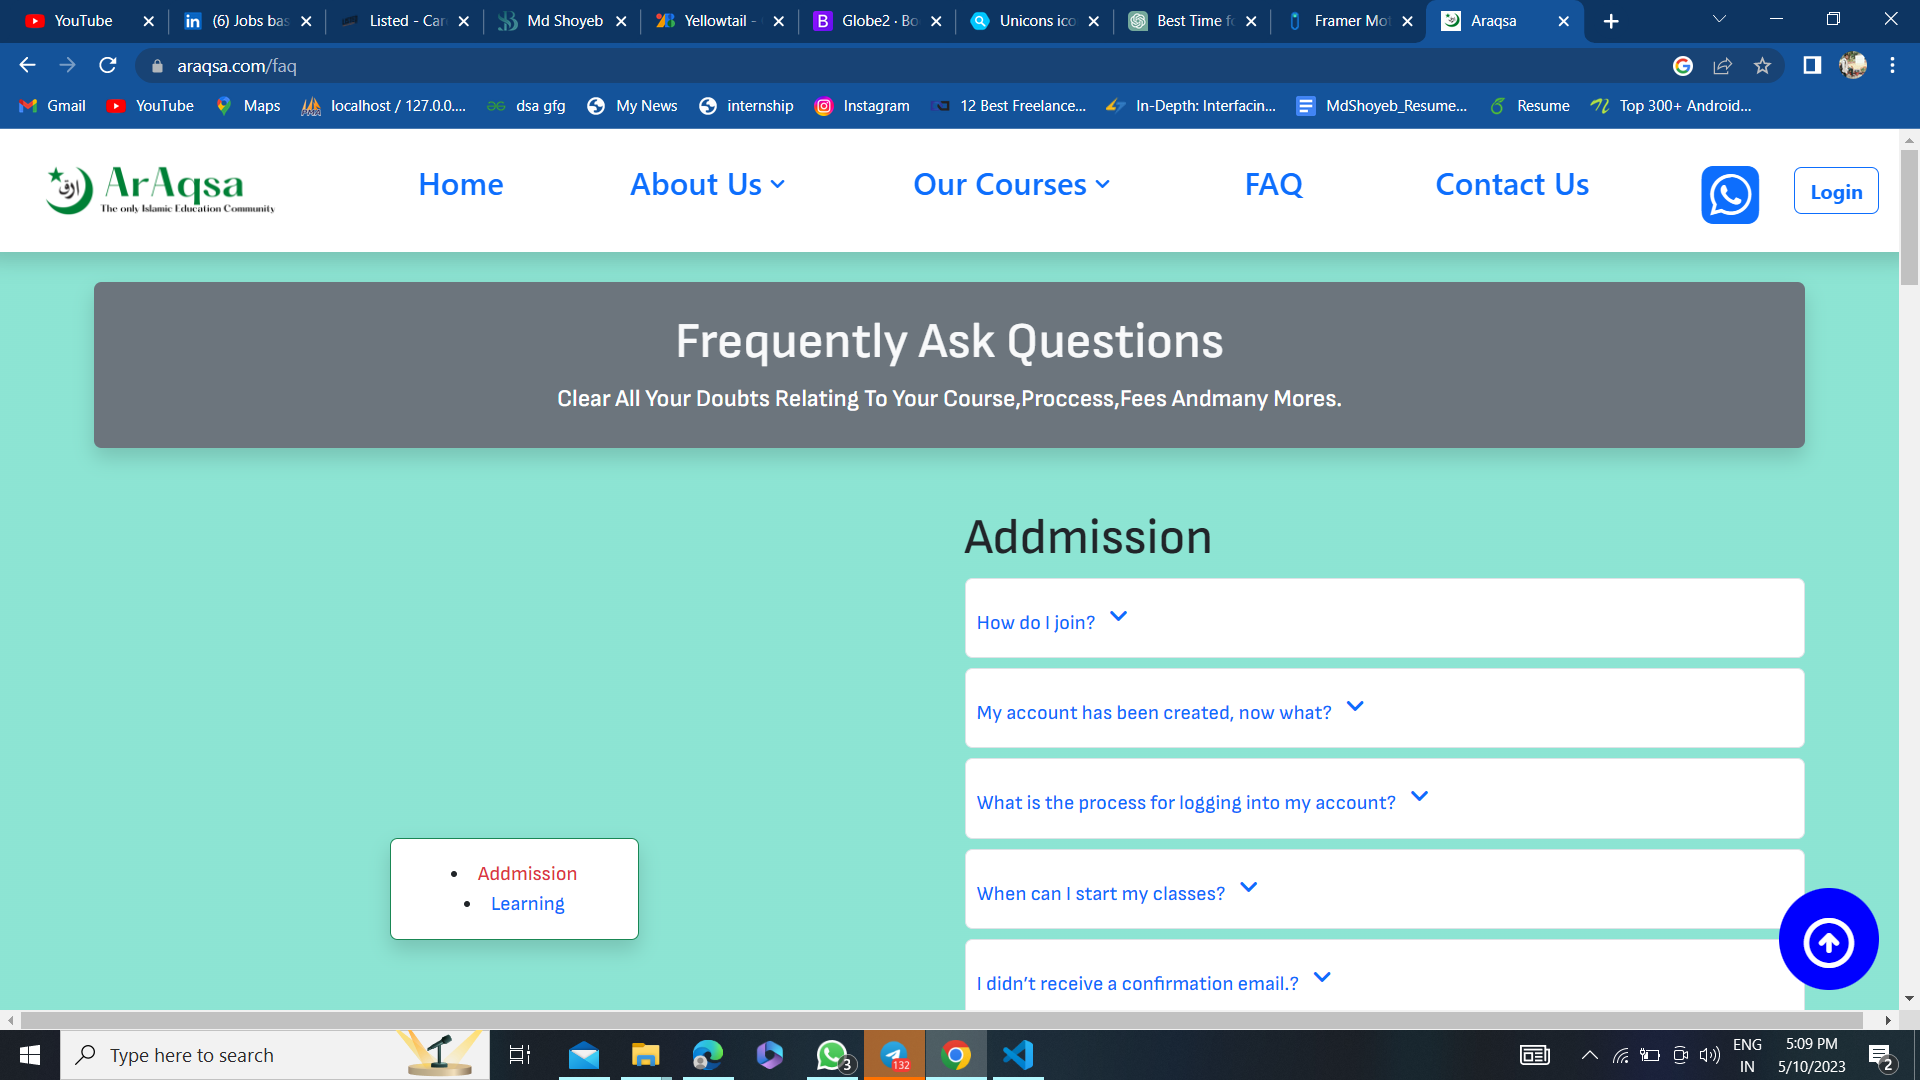 YouTube
(6) Jobs bas
Listed - Car
Md Shoyeb
Yellowtail -
Globe2 · Bo
Unicons ico
Best Time fo
Framer Mot
Araqsa
araqsa.com/faq
Gmail
YouTube
Maps
localhost / 127.0.0....
dsa gfg
My News
internship
Instagram
12 Best Freelance...
In-Depth: Interfacin...
MdShoyeb_Resume...
Resume
Top 300+ Android...
ArAqsa
The only Islamic Education Community
Home
About Us
Our Courses
FAQ
Contact Us
Login
Frequently Ask Questions
Clear All Your Doubts Relating To Your Course,Proccess,Fees Andmany Mores.
Addmission
How do I join?
My account has been created, now what?
What is the process for logging into my account?
When can I start my classes?
I didn’t receive a confirmation email.?
Addmission
Learning
Type here to search
3
132
ENG
IN
5:09 PM
5/10/2023
2